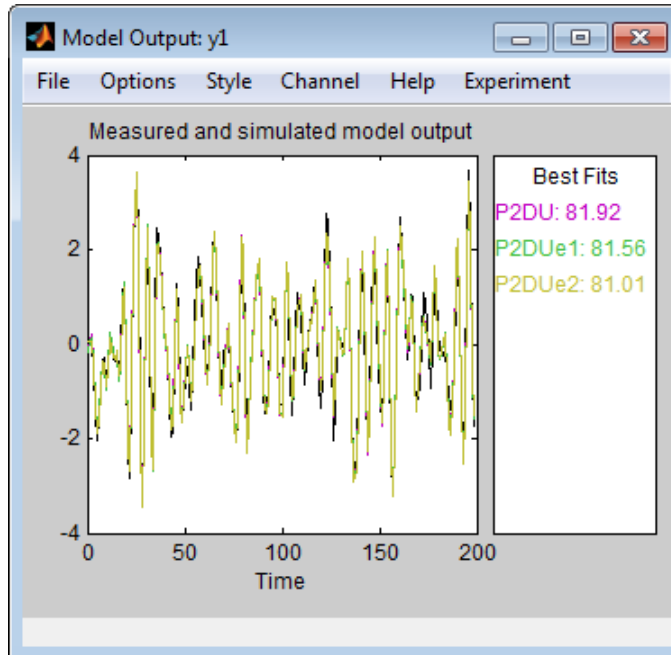 Model Output: y1
File Options Style Channel Help Experiment
Measured and simulated model output
4
2
0
-2
-4
0 50 100 150 200
Time
Best Fits
P2DU: 81.92
P2DUe1: 81.56
P2DUe2: 81.01